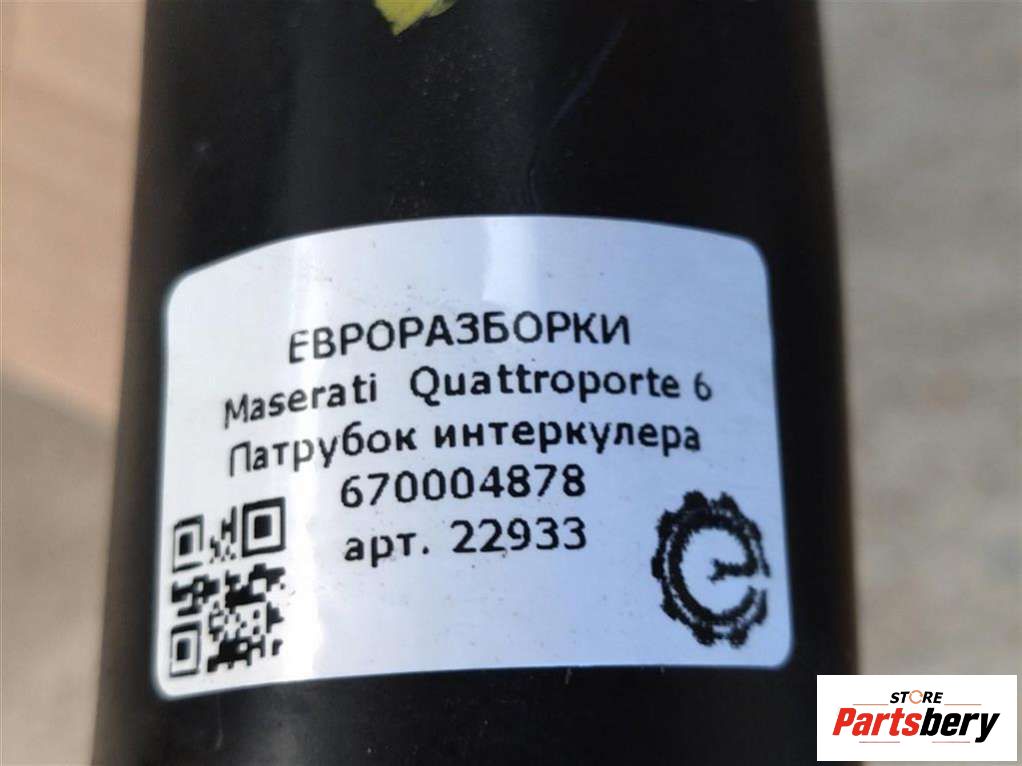 ЕВРОРАЗБОРКИ
Maserati Quattroporte 6
Патрубок интеркулера
670004878
арт. 22933
STORE
Partsbery